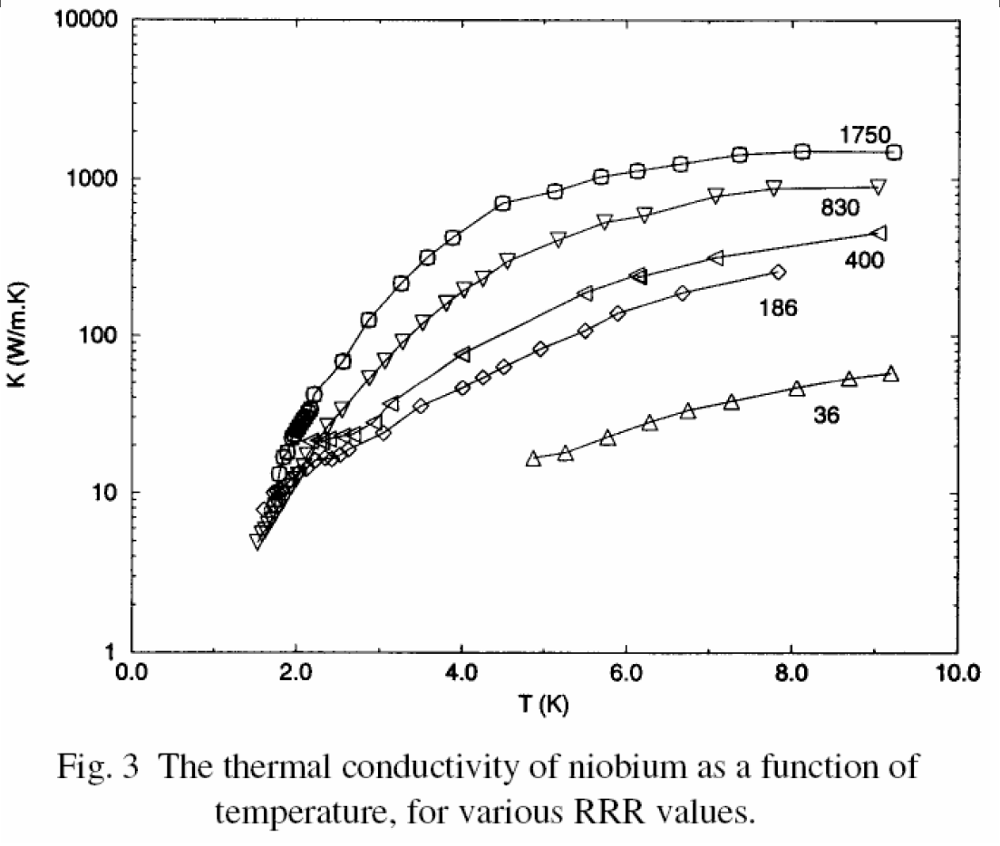 10000
1000
100
10
1
K (W/m.K)
1750
830
400
186
36
0.0 2.0 4.0 6.0 8.0 10.0
T (K)
Fig. 3 The thermal conductivity of niobium as a function of
temperature, for various RRR values.